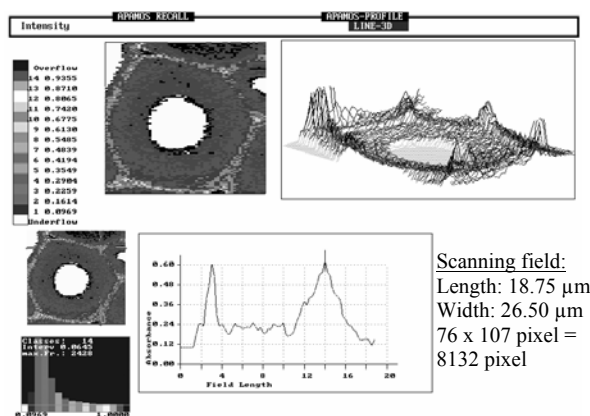 APAMOS RECALL
APAMOS-PROFILE
Intensity
LINE-3D
Overflow
14 0.9355
13 0.8710
12 0.8065
11 0.7420
10 0.6775
9 0.6130
8 0.5485
7 0.4839
6 0.4194
5 0.3549
4 0.2904
3 0.2259
2 0.1614
1 0.0969
Underflow
Absorbance
0.60
0.48
0.36
0.24
0.12
0.00
0 4 8 12 16 20
Field Length
Scanning field:
Length: 18.75 µm
Width: 26.50 µm
76 x 107 pixel =
8132 pixel
Classes: 14
Interv 0.0645
max.Fr.: 2428
0.0969 1.0000